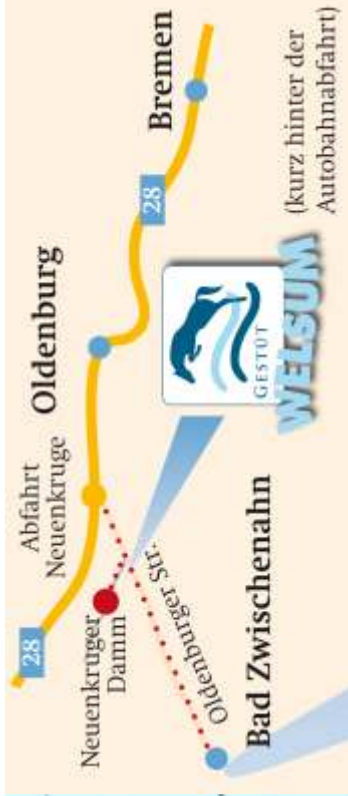 28
Abfahrt
Neuenkruge
Oldenburg
28
Bremen
Neuenkruger
Damm
Oldenburger Str.
Bad Zwischenahn
GESTÜT
WELSUM
(kurz hinter der
Autobahnabfahrt)